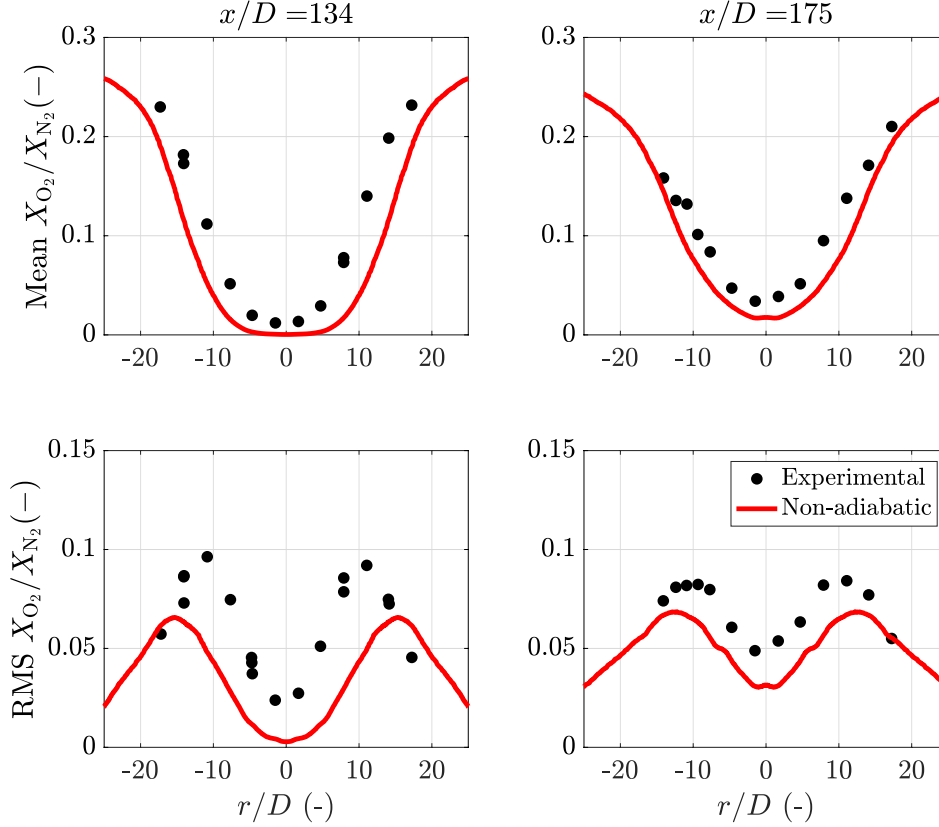 x/D =134
x/D =175
Mean X_O₂/X_N₂(−)
0.3
0.2
0.1
0
-20 -10 0 10 20
0.3
0.2
0.1
0
-20 -10 0 10 20
RMS X_O₂/X_N₂(−)
0.15
0.1
0.05
0
-20 -10 0 10 20
r/D (-)
0.15
0.1
0.05
0
Experimental
Non-adiabatic
-20 -10 0 10 20
r/D (-)